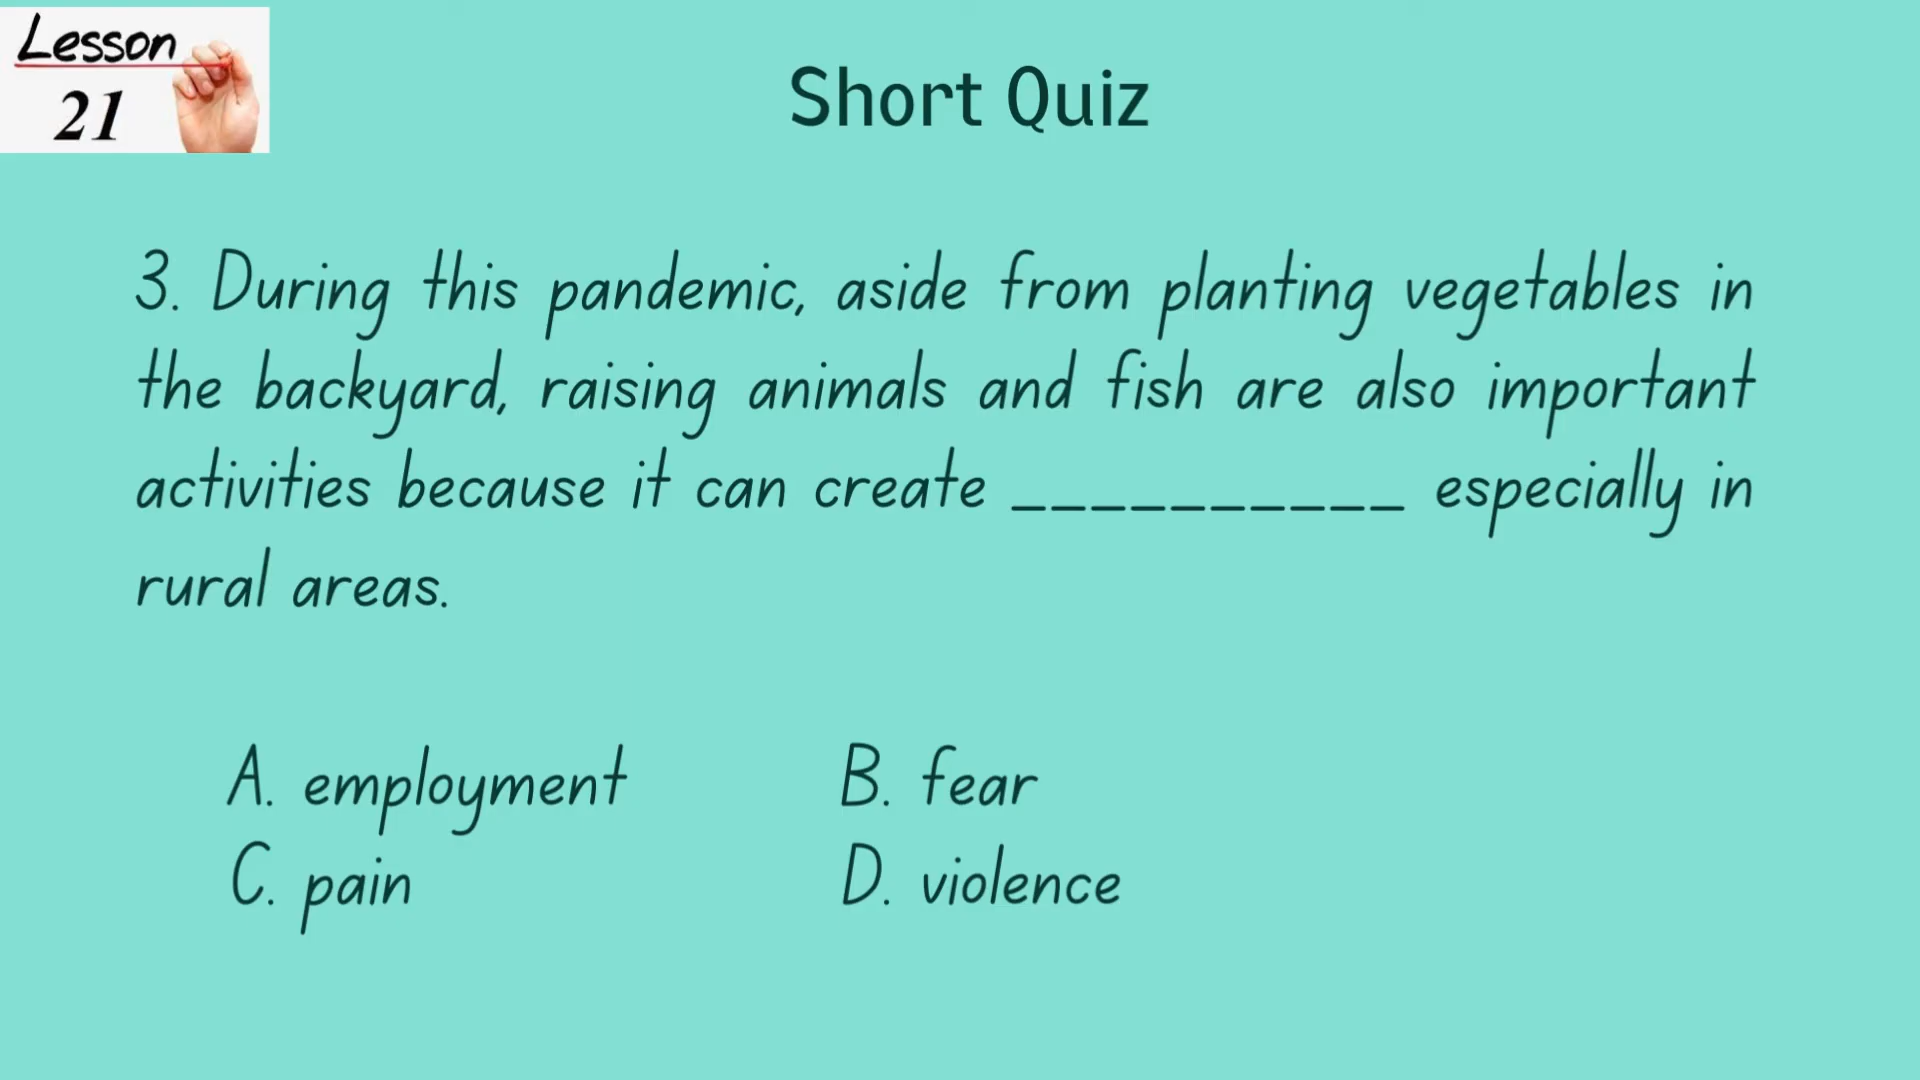 Lesson
21
Short Quiz
3. During this pandemic, aside from planting vegetables in
the backyard, raising animals and fish are also important
activities because it can create __________ especially in
rural areas.
A. employment B. fear
C. pain D. violence